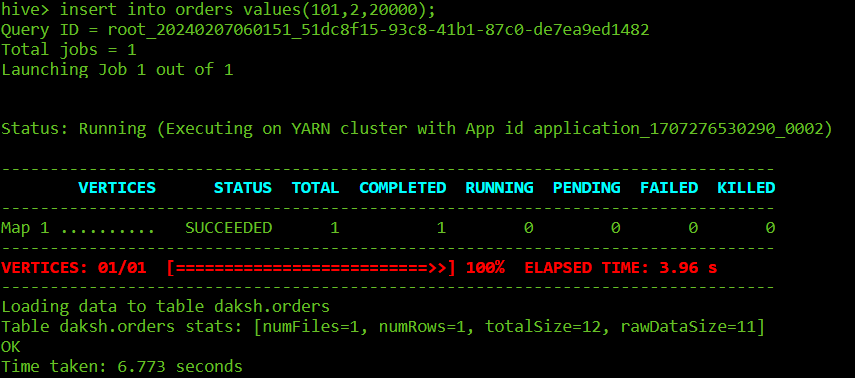 hive> insert into orders values(101,2,20000);
Query ID = root_20240207060151_51dc8f15-93c8-41b1-87c0-de7ea9ed1482
Total jobs = 1
Launching Job 1 out of 1
Status: Running (Executing on YARN cluster with App id application_1707276530290_0002)
--------------------------------------------------------------------------------
        VERTICES      STATUS  TOTAL  COMPLETED  RUNNING  PENDING  FAILED  KILLED
--------------------------------------------------------------------------------
Map 1 ..........   SUCCEEDED      1          1        0        0       0       0
--------------------------------------------------------------------------------
VERTICES: 01/01  [==========================>>] 100%  ELAPSED TIME: 3.96 s
--------------------------------------------------------------------------------
Loading data to table daksh.orders
Table daksh.orders stats: [numFiles=1, numRows=1, totalSize=12, rawDataSize=11]
OK
Time taken: 6.773 seconds